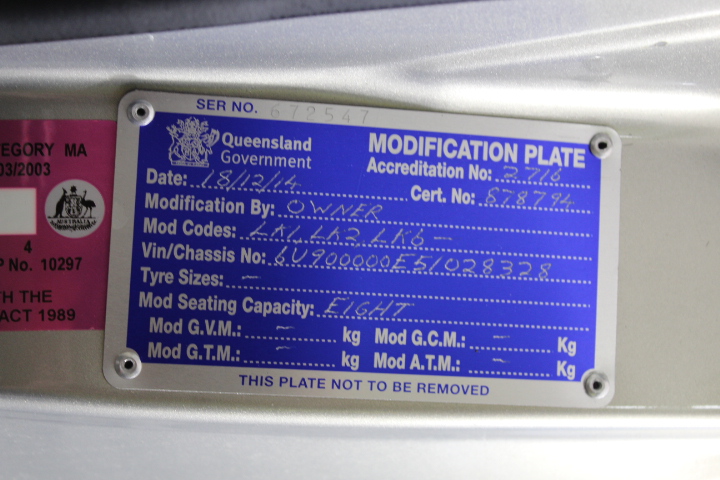 SER NO. 672547
Queensland
Government
MODIFICATION PLATE
Accreditation No: 2716
Date: 18/12/14
Cert. No: 878794
Modification By: OWNER
Mod Codes: LK1, LK2, LK6 -
Vin/Chassis No: 6U900000E51028328
Tyre Sizes: -
Mod Seating Capacity: EIGHT
Mod G.V.M.: - kg Mod G.C.M.: - Kg
Mod G.T.M.: - kg Mod A.T.M.: - Kg
THIS PLATE NOT TO BE REMOVED
TEGORY MA
03/2003
AUSTRALIA
4
P No. 10297
TH THE
ACT 1989